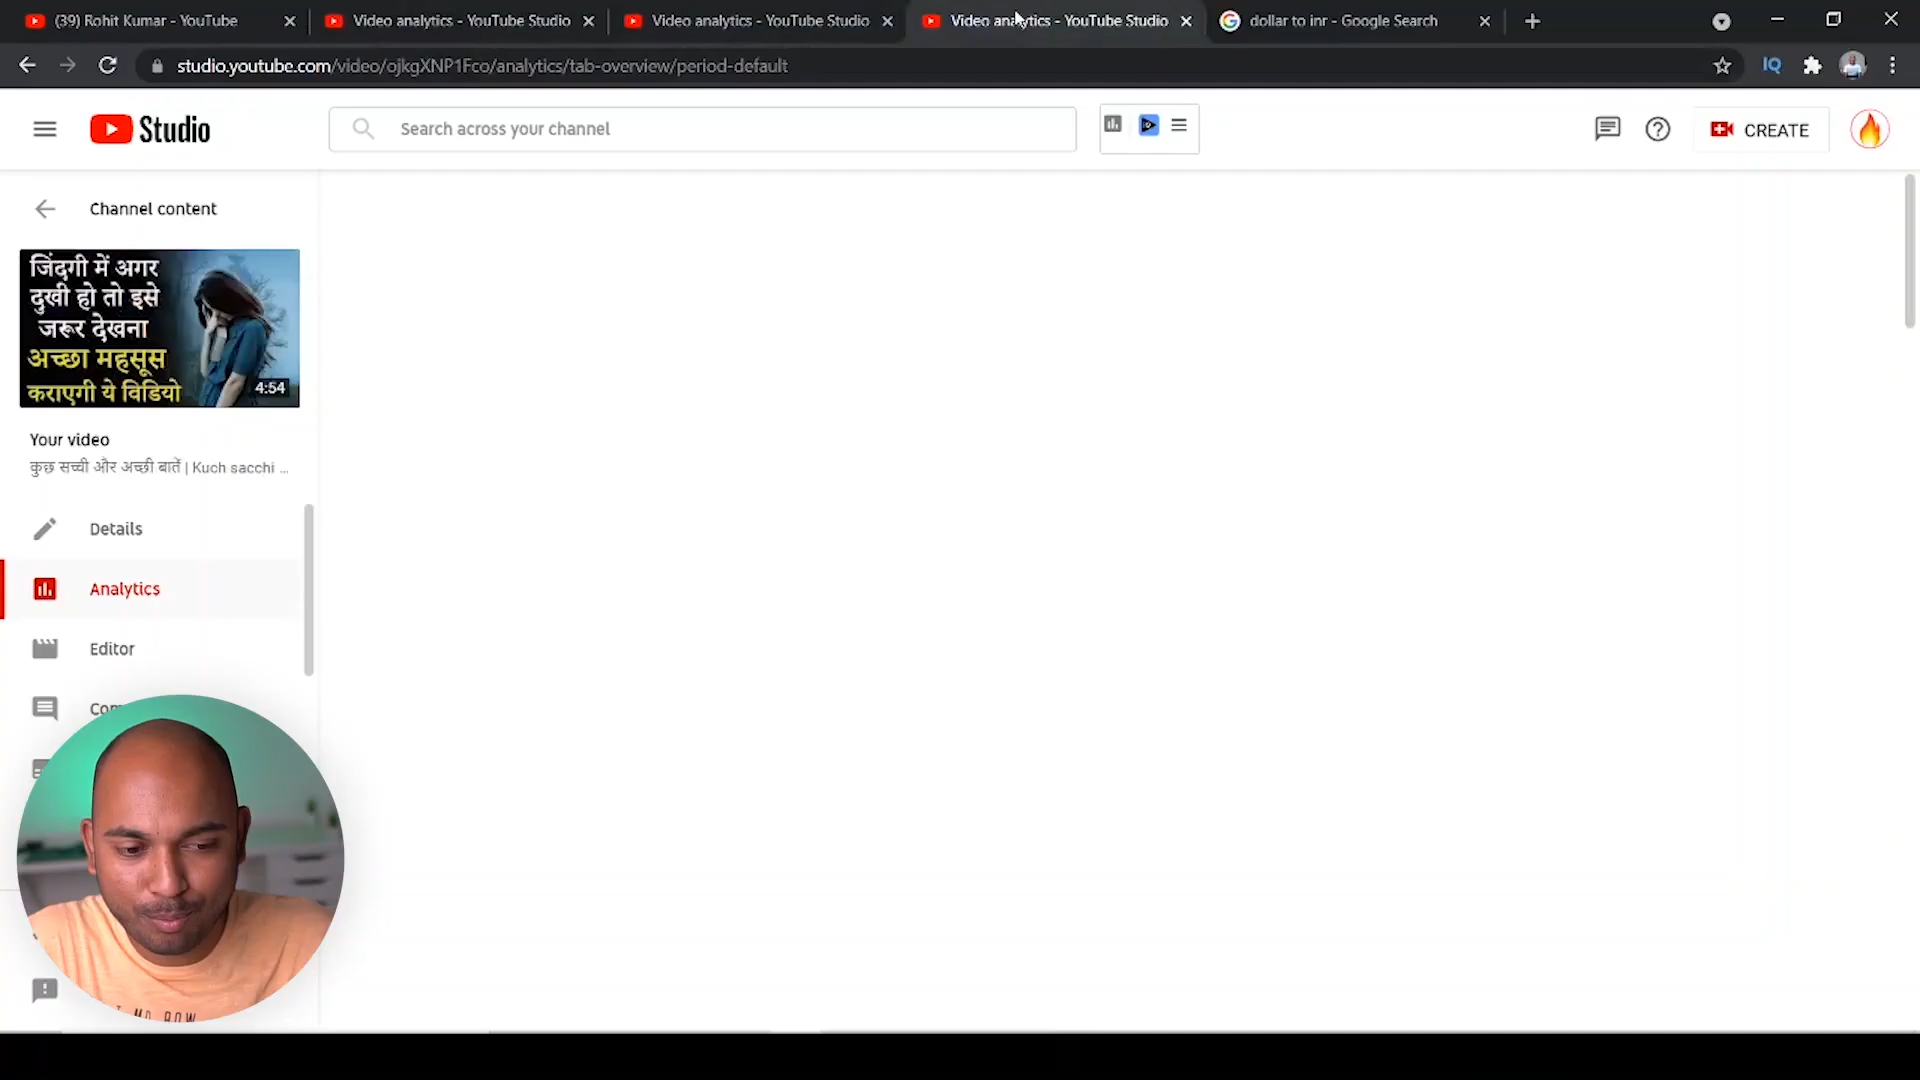 (39) Rohit Kumar - YouTube
Video analytics - YouTube Studio
Video analytics - YouTube Studio
Video analytics - YouTube Studio
dollar to inr - Google Search
studio.youtube.com/video/ojkgXNP1Fco/analytics/tab-overview/period-default
IQ
Studio
Search across your channel
CREATE
Channel content
जिंदगी में अगर
दुखी हो तो इसे
जरूर देखना
अच्छा महसूस
कराएगी ये विडियो
4:54
Your video
कुछ सच्ची और अच्छी बातें | Kuch sacchi ...
Details
Analytics
Editor